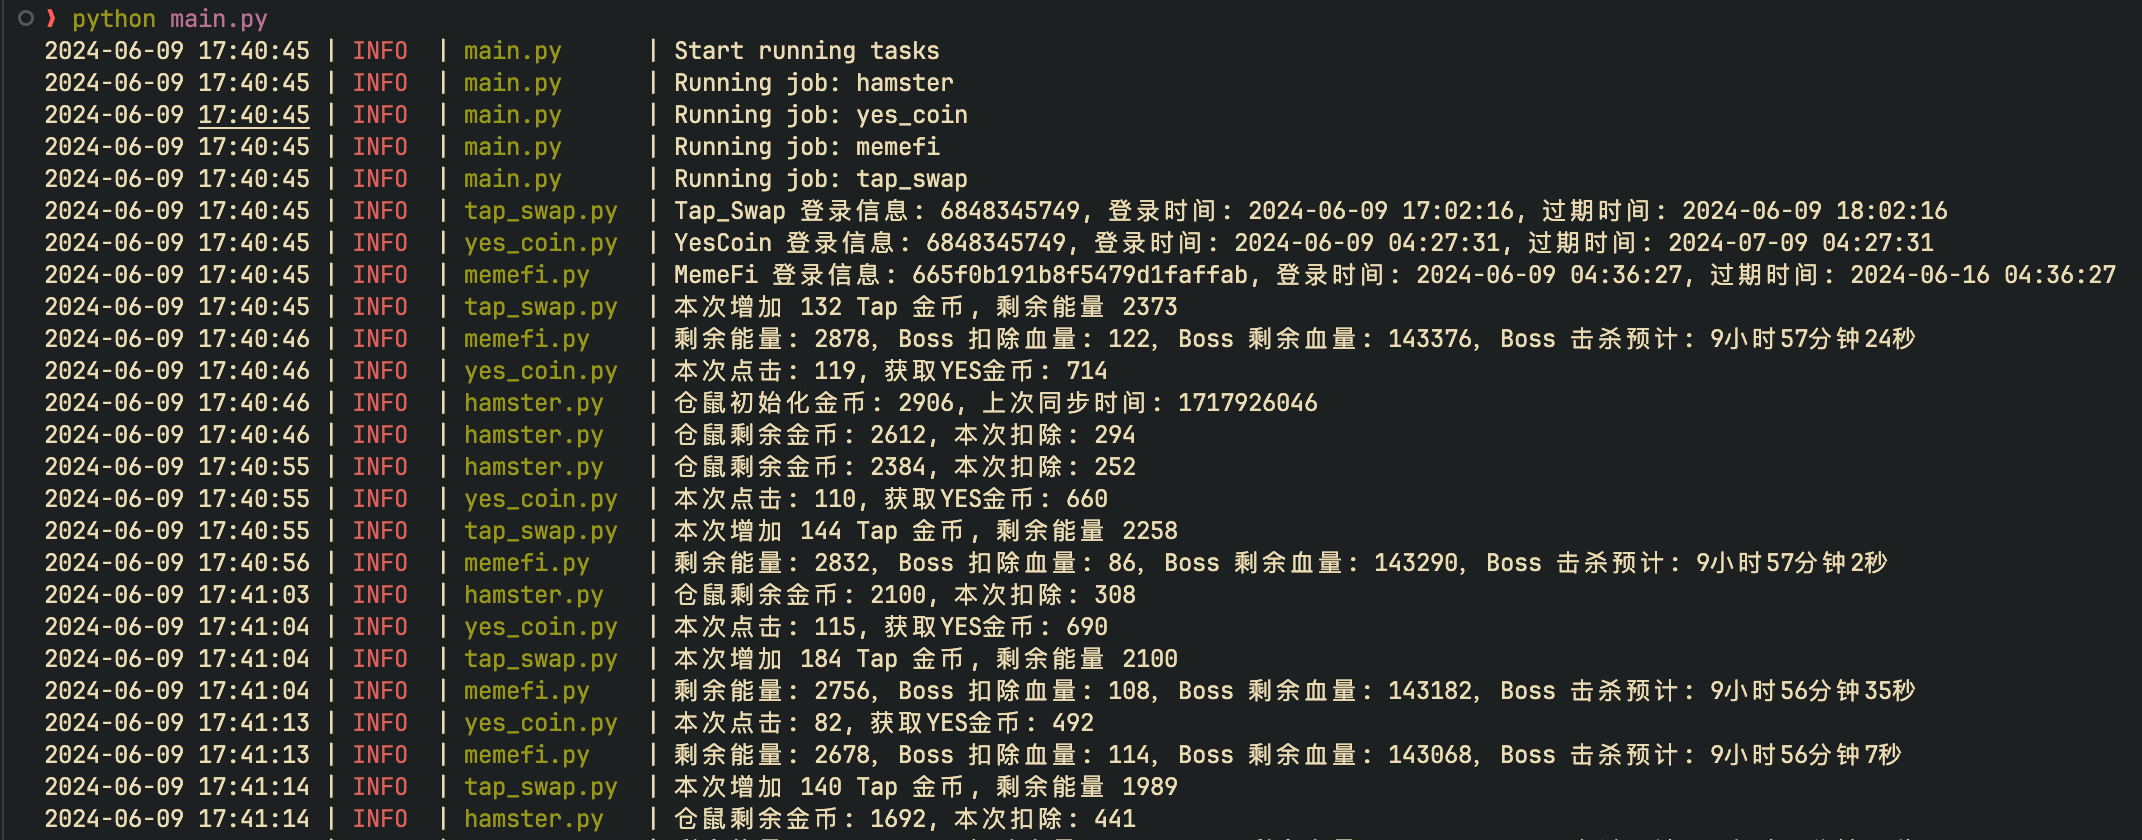 ❯ python main.py
2024-06-09 17:40:45 | INFO | main.py | Start running tasks
2024-06-09 17:40:45 | INFO | main.py | Running job: hamster
2024-06-09 17:40:45 | INFO | main.py | Running job: yes_coin
2024-06-09 17:40:45 | INFO | main.py | Running job: memefi
2024-06-09 17:40:45 | INFO | main.py | Running job: tap_swap
2024-06-09 17:40:45 | INFO | tap_swap.py | Tap_Swap 登录信息: 6848345749, 登录时间: 2024-06-09 17:02:16, 过期时间: 2024-06-09 18:02:16
2024-06-09 17:40:45 | INFO | yes_coin.py | YesCoin 登录信息: 6848345749, 登录时间: 2024-06-09 04:27:31, 过期时间: 2024-07-09 04:27:31
2024-06-09 17:40:45 | INFO | memefi.py | MemeFi 登录信息: 665f0b191b8f5479d1faffab, 登录时间: 2024-06-09 04:36:27, 过期时间: 2024-06-16 04:36:27
2024-06-09 17:40:45 | INFO | tap_swap.py | 本次增加 132 Tap 金币, 剩余能量 2373
2024-06-09 17:40:46 | INFO | memefi.py | 剩余能量: 2878, Boss 扣除血量: 122, Boss 剩余血量: 143376, Boss 击杀预计: 9小时57分钟24秒
2024-06-09 17:40:46 | INFO | yes_coin.py | 本次点击: 119, 获取YES金币: 714
2024-06-09 17:40:46 | INFO | hamster.py | 仓鼠初始化金币: 2906, 上次同步时间: 1717926046
2024-06-09 17:40:46 | INFO | hamster.py | 仓鼠剩余金币: 2612, 本次扣除: 294
2024-06-09 17:40:55 | INFO | hamster.py | 仓鼠剩余金币: 2384, 本次扣除: 252
2024-06-09 17:40:55 | INFO | yes_coin.py | 本次点击: 110, 获取YES金币: 660
2024-06-09 17:40:55 | INFO | tap_swap.py | 本次增加 144 Tap 金币, 剩余能量 2258
2024-06-09 17:40:56 | INFO | memefi.py | 剩余能量: 2832, Boss 扣除血量: 86, Boss 剩余血量: 143290, Boss 击杀预计: 9小时57分钟2秒
2024-06-09 17:41:03 | INFO | hamster.py | 仓鼠剩余金币: 2100, 本次扣除: 308
2024-06-09 17:41:04 | INFO | yes_coin.py | 本次点击: 115, 获取YES金币: 690
2024-06-09 17:41:04 | INFO | tap_swap.py | 本次增加 184 Tap 金币, 剩余能量 2100
2024-06-09 17:41:04 | INFO | memefi.py | 剩余能量: 2756, Boss 扣除血量: 108, Boss 剩余血量: 143182, Boss 击杀预计: 9小时56分钟35秒
2024-06-09 17:41:13 | INFO | yes_coin.py | 本次点击: 82, 获取YES金币: 492
2024-06-09 17:41:13 | INFO | memefi.py | 剩余能量: 2678, Boss 扣除血量: 114, Boss 剩余血量: 143068, Boss 击杀预计: 9小时56分钟7秒
2024-06-09 17:41:14 | INFO | tap_swap.py | 本次增加 140 Tap 金币, 剩余能量 1989
2024-06-09 17:41:14 | INFO | hamster.py | 仓鼠剩余金币: 1692, 本次扣除: 441